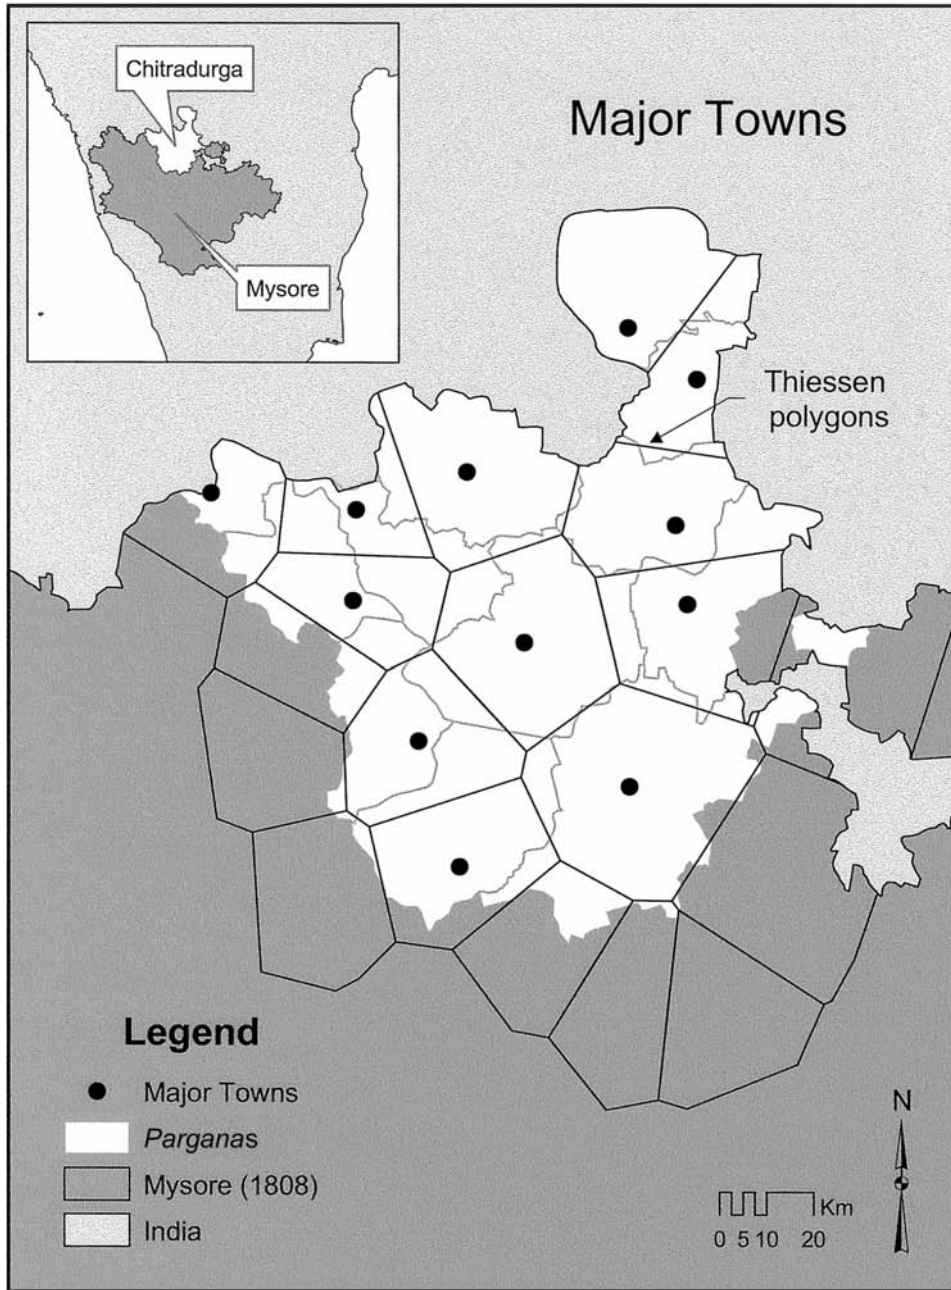 Chitradurga
Mysore
Major Towns
Thiessen
polygons
Legend
Major Towns
Parganas
Mysore (1808)
India
N
Km
0 5 10 20